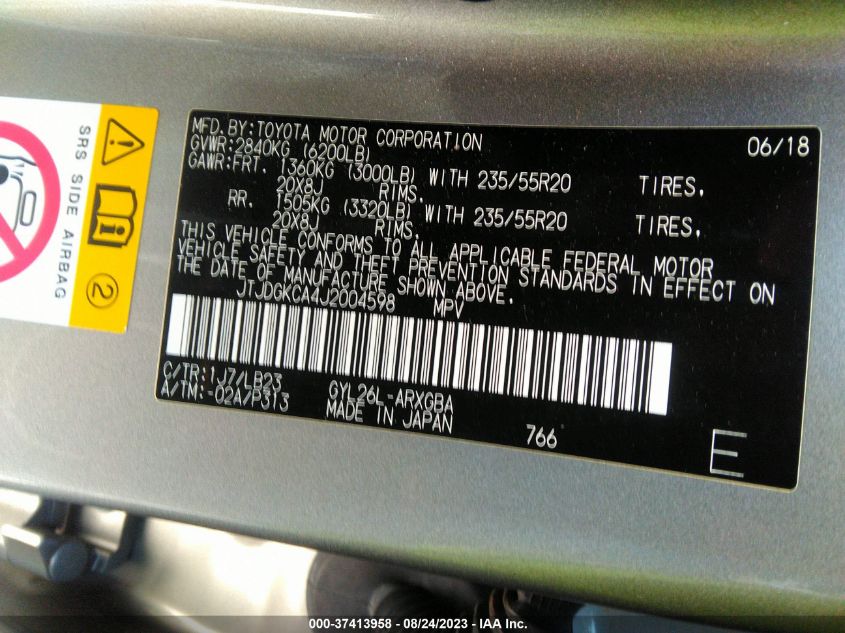 SRS SIDE AIRBAG
2
MFD.BY:TOYOTA MOTOR CORPORATION 06/18
GVWR:2840KG (6200LB)
GAWR:FRT. 1360KG (3000LB) WITH 235/55R20 TIRES,
20X8J RIMS.
RR. 1505KG (3320LB) WITH 235/55R20 TIRES,
20X8J RIMS.
THIS VEHICLE CONFORMS TO ALL APPLICABLE FEDERAL MOTOR
VEHICLE SAFETY AND THEFT PREVENTION STANDARDS IN EFFECT ON
THE DATE OF MANUFACTURE SHOWN ABOVE.
JTJDGKCA4J2004598 MPV
C/TR:1J7/LB23 GYL26L-ARXGBA
A/TM:-02A/P313 MADE IN JAPAN
766
E
000-37413958 - 08/24/2023 - IAA Inc.